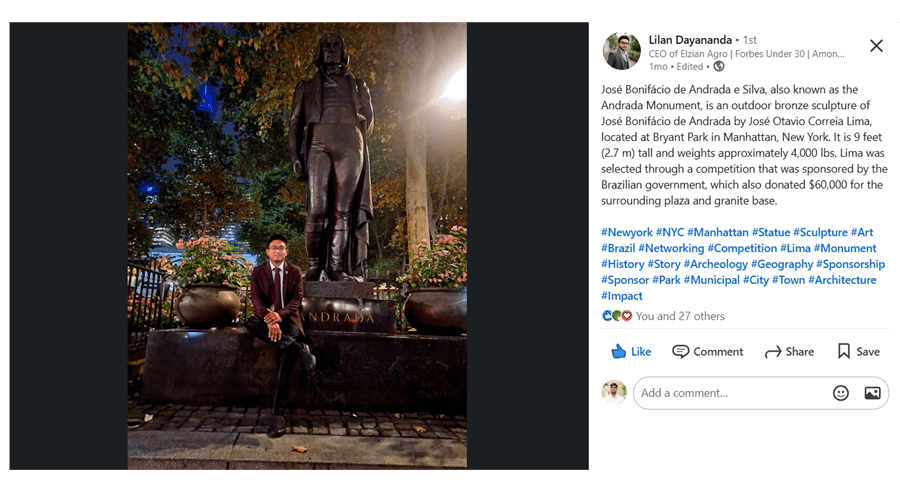 Lilan Dayananda • 1st
CEO of Elzian Agro | Forbes Under 30 | Amon...
1mo • Edited •
José Bonifácio de Andrada e Silva, also known as the
Andrada Monument, is an outdoor bronze sculpture of
José Bonifácio de Andrada by José Otavio Correia Lima,
located at Bryant Park in Manhattan, New York. It is 9 feet
(2.7 m) tall and weights approximately 4,000 lbs. Lima was
selected through a competition that was sponsored by the
Brazilian government, which also donated $60,000 for the
surrounding plaza and granite base.
#Newyork #NYC #Manhattan #Statue #Sculpture #Art
#Brazil #Networking #Competition #Lima #Monument
#History #Story #Archeology #Geography #Sponsorship
#Sponsor #Park #Municipal #City #Town #Architecture
#Impact
You and 27 others
Like Comment Share Save
Add a comment...
ANDRADA